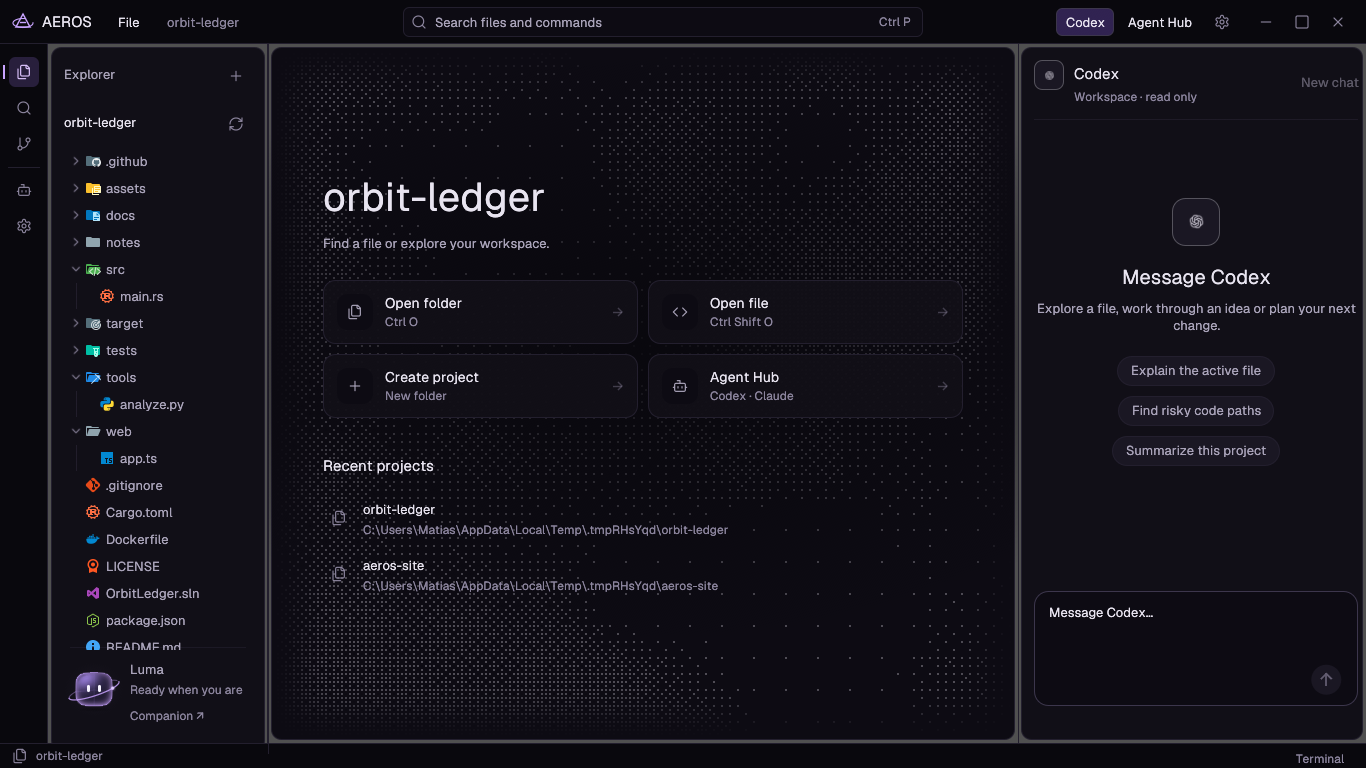 AEROS
File
orbit-ledger
Search files and commands
Ctrl P
Codex
Agent Hub
Explorer
orbit-ledger
.github
assets
docs
notes
src
main.rs
target
tests
tools
analyze.py
web
app.ts
.gitignore
Cargo.toml
Dockerfile
LICENSE
OrbitLedger.sln
package.json
README.md
Luma
Ready when you are
Companion ↗
orbit-ledger
Find a file or explore your workspace.
Open folder
Ctrl O
Open file
Ctrl Shift O
Create project
New folder
Agent Hub
Codex · Claude
Recent projects
orbit-ledger
C:\Users\Matias\AppData\Local\Temp\.tmpRHsYqd\orbit-ledger
aeros-site
C:\Users\Matias\AppData\Local\Temp\.tmpRHsYqd\aeros-site
Codex
Workspace · read only
New chat
Message Codex
Explore a file, work through an idea or plan your next
change.
Explain the active file
Find risky code paths
Summarize this project
Message Codex…
orbit-ledger
Terminal